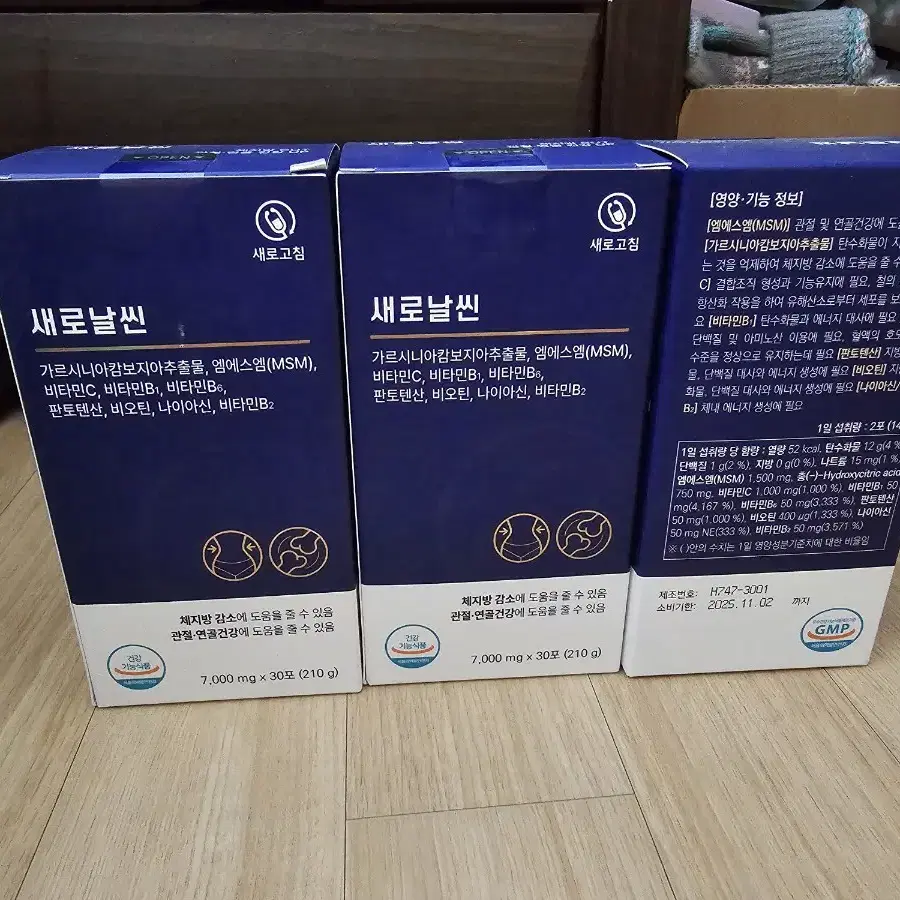 새로고침
새로날씬
가르시니아캄보지아추출물, 엠에스엠(MSM),
비타민C, 비타민B1, 비타민B6,
판토텐산, 비오틴, 나이아신, 비타민B2
체지방 감소에 도움을 줄 수 있음
관절·연골건강에 도움을 줄 수 있음
건강
기능식품
7,000 mg x 30포 (210 g)
새로고침
새로날씬
가르시니아캄보지아추출물, 엠에스엠(MSM),
비타민C, 비타민B1, 비타민B6,
판토텐산, 비오틴, 나이아신, 비타민B2
체지방 감소에 도움을 줄 수 있음
관절·연골건강에 도움을 줄 수 있음
건강
기능식품
7,000 mg x 30포 (210 g)
[영양·기능 정보]
[엠에스엠(MSM)] 관절 및 연골건강에
[가르시니아캄보지아추출물] 탄수화물이
는 것을 억제하여 체지방 감소에 도움을 줄 수
C] 결합조직 형성과 기능유지에 필요, 철의
항산화 작용을 하여 유해산소로부터 세포를
요 [비타민B1] 탄수화물과 에너지 대사에 필요
단백질 및 아미노산 이용에 필요, 혈액의
수준을 정상으로 유지하는데 필요 [판토텐산]
물, 단백질 대사와 에너지 생성에 필요 [비오틴]
화물, 단백질 대사와 에너지 생성에 필요 [나이아신/
B2] 체내 에너지 생성에 필요
1일 섭취량 : 2포 (14
1일 섭취량 당 함량 : 열량 52 kcal, 탄수화물 12 g(4 %
단백질 1 g(2 %), 지방 0 g(0 %), 나트륨 15 mg(1 %
엠에스엠(MSM) 1,500 mg, 총(-)-Hydroxycitric acid
750 mg, 비타민C 1,000 mg(1,000 %), 비타민B1 50
mg(4,167 %), 비타민B6 50 mg(3,333 %), 판토텐산
50 mg(1,000 %), 비오틴 400 ug(1,333 %), 나이아신
50 mg NE(333 %), 비타민B2 50 mg(3,571 %)
※ ( )안의 수치는 1일 영양성분기준치에 대한 비율임
제조번호: H747-3001
소비기한: 2025.11.02 까지
GMP